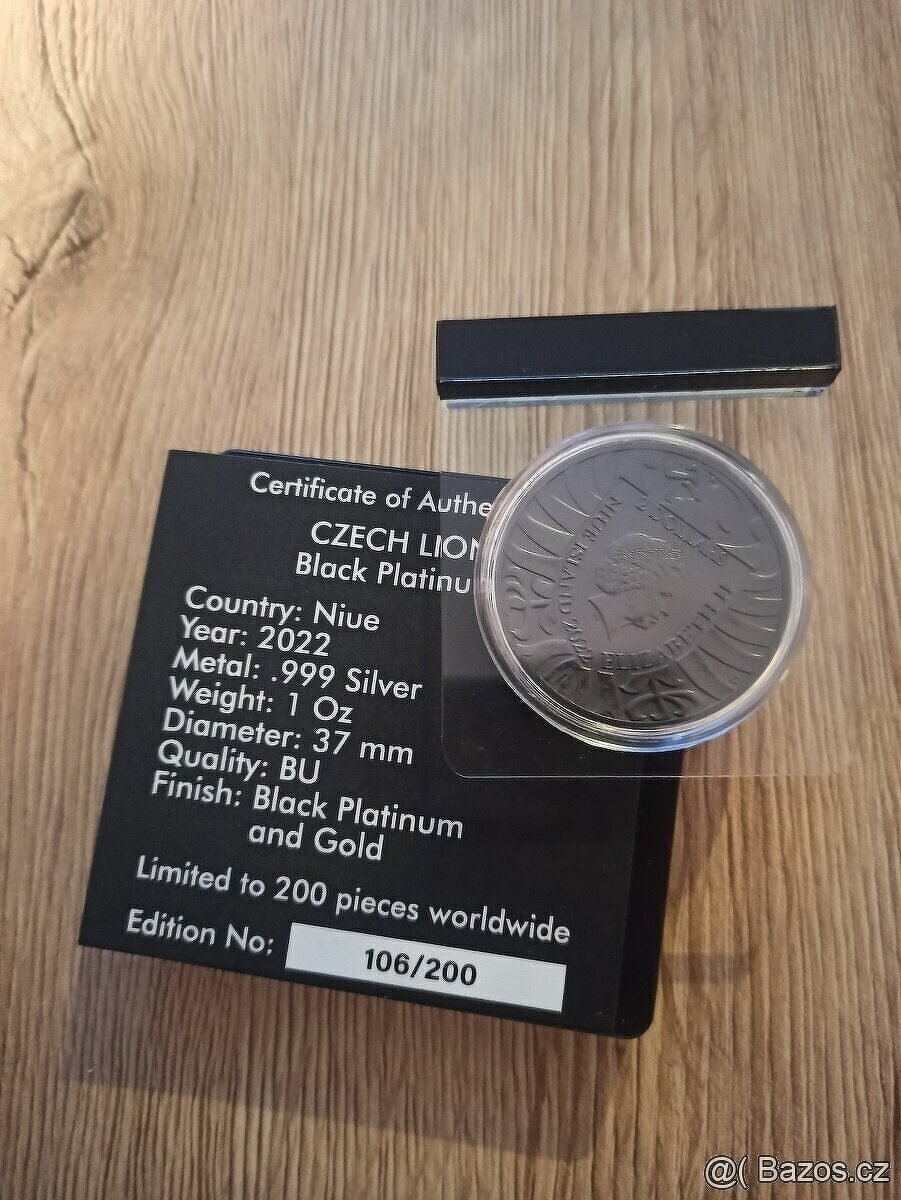 Certificate of Authe
CZECH LION
Black Platinu
Country: Niue
Year: 2022
Metal: .999 Silver
Weight: 1 Oz
Diameter: 37 mm
Quality: BU
Finish: Black Platinum
and Gold
Limited to 200 pieces worldwide
Edition No:
106/200
NIUE ISLAND 2022
ELIZABETH II
DOLLAR
@( Bazos.cz